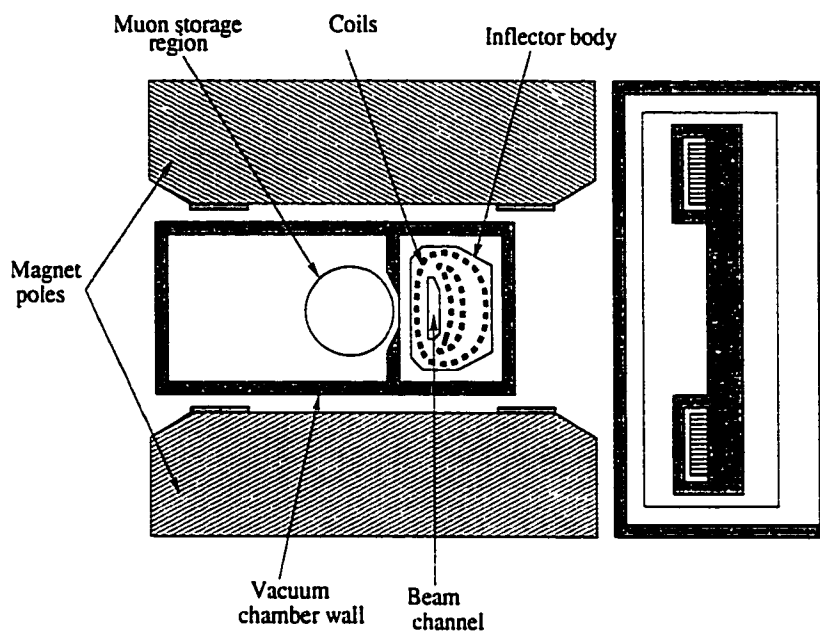 Muon storage
region
Coils
Inflector body
Magnet
poles
Vacuum
chamber wall
Beam
channel